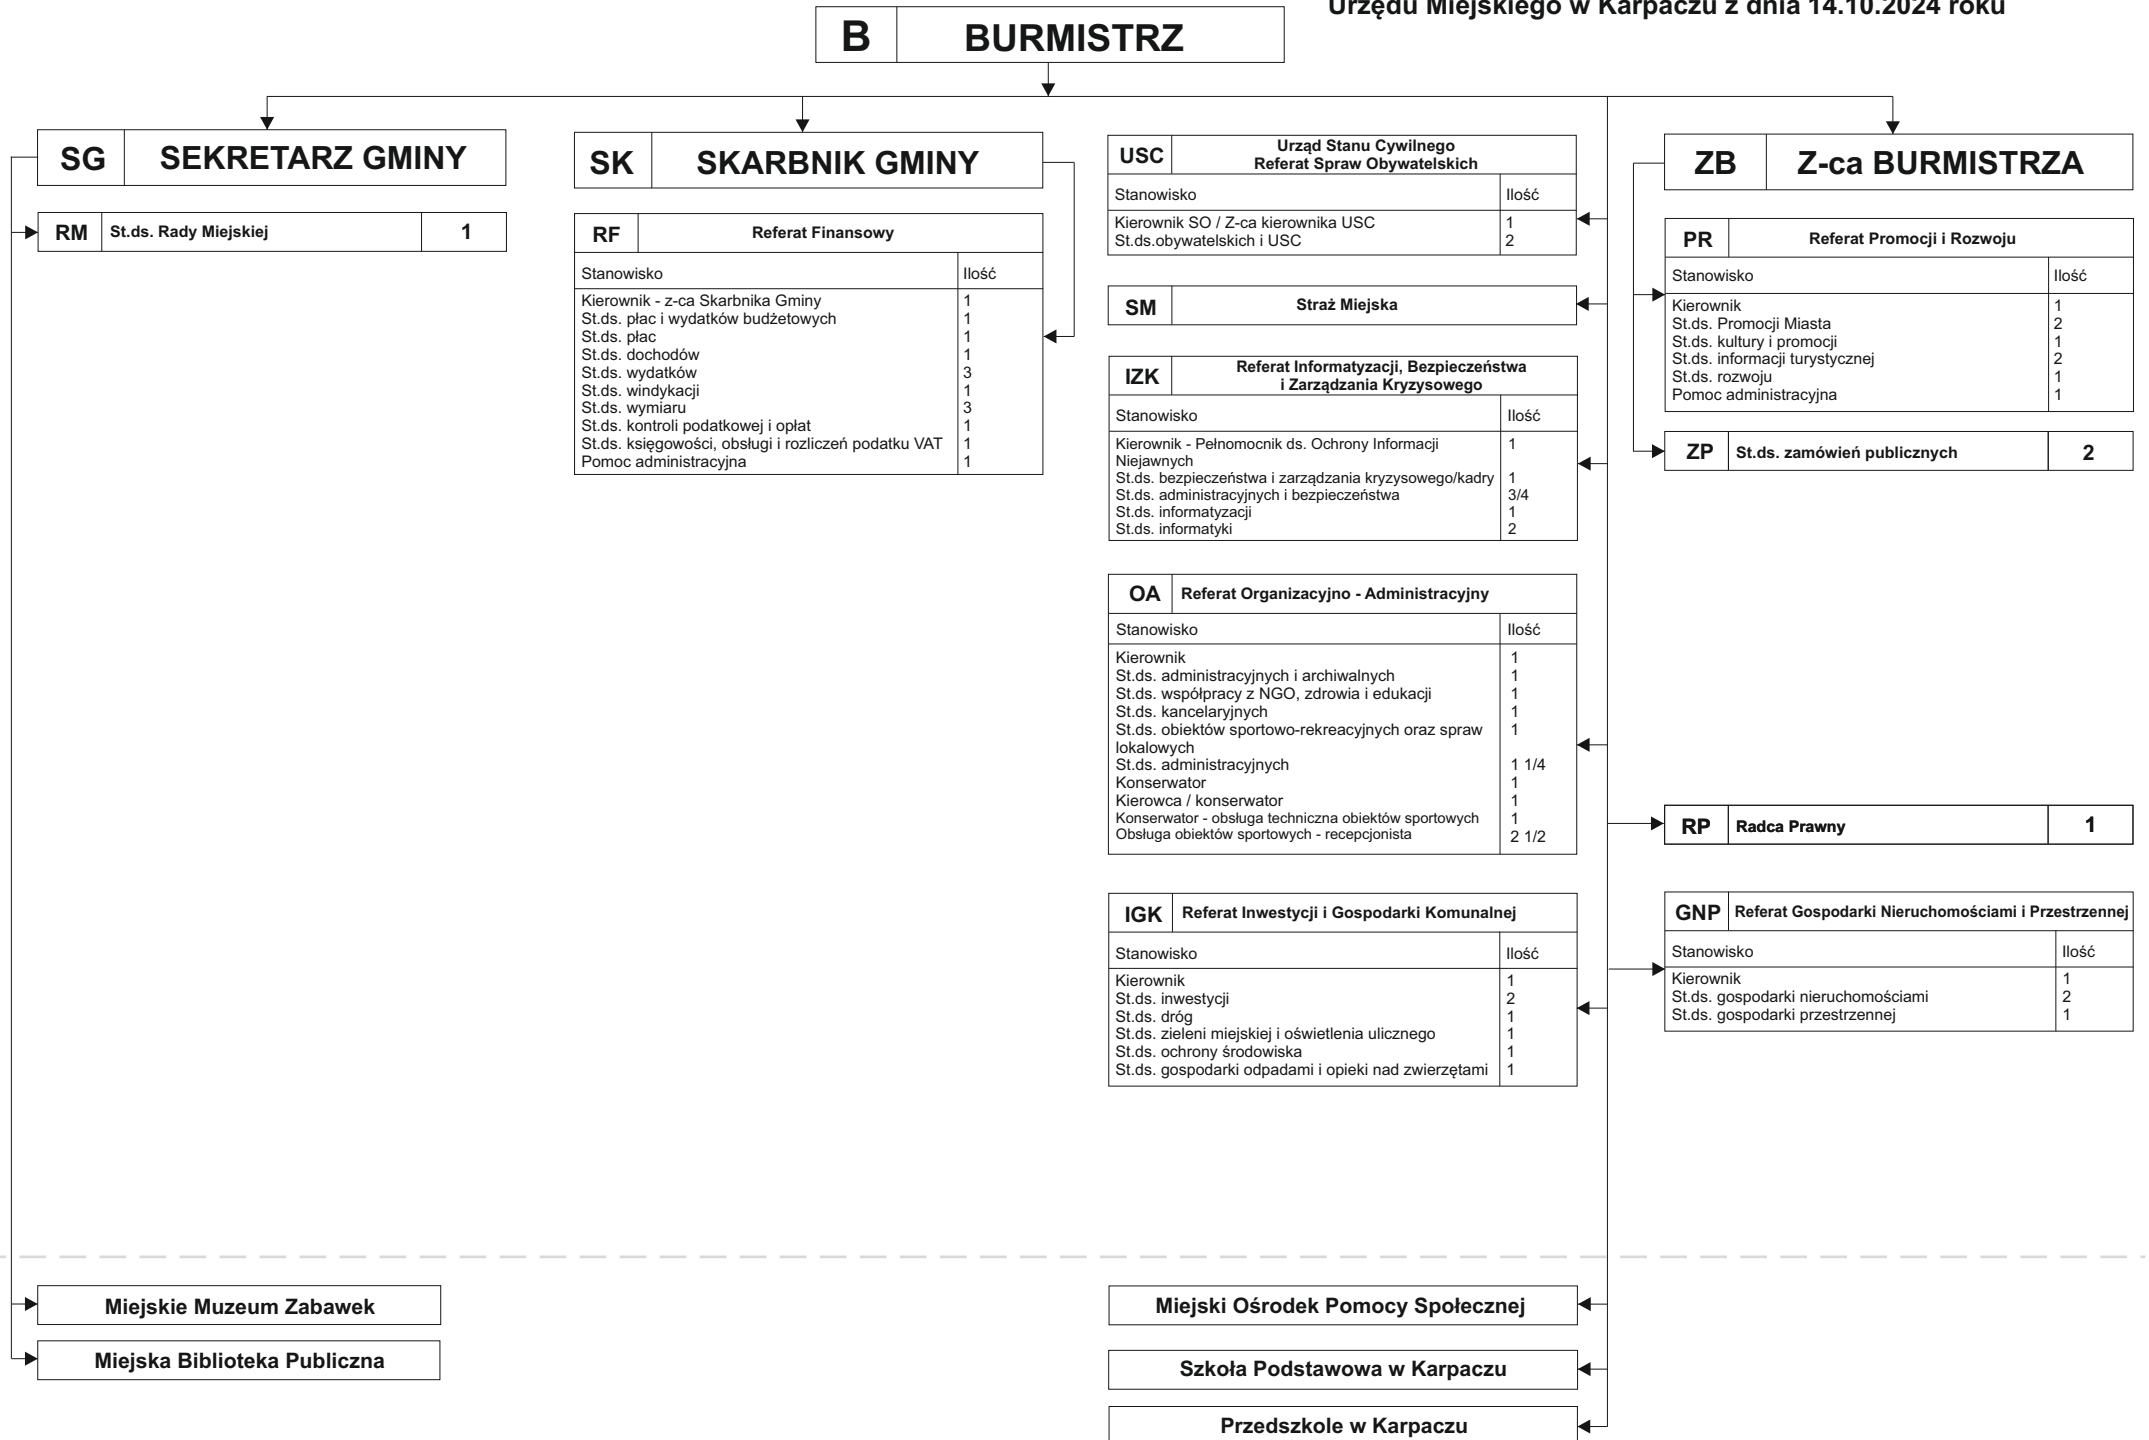 Urzędu Miejskiego w Karpaczu z dnia 14.10.2024 roku
B BURMISTRZ
SG SEKRETARZ GMINY
RM St.ds. Rady Miejskiej 1
SK SKARBNIK GMINY
RF Referat Finansowy
Stanowisko Ilość
Kierownik - z-ca Skarbnika Gminy 1
St.ds. płac i wydatków budżetowych 1
St.ds. płac 1
St.ds. dochodów 1
St.ds. wydatków 3
St.ds. windykacji 1
St.ds. wymiaru 3
St.ds. kontroli podatkowej i opłat 1
St.ds. księgowości, obsługi i rozliczeń podatku VAT 1
Pomoc administracyjna 1
USC Urząd Stanu Cywilnego
Referat Spraw Obywatelskich
Stanowisko Ilość
Kierownik SO / Z-ca kierownika USC 1
St.ds.obywatelskich i USC 2
SM Straż Miejska
IZK Referat Informatyzacji, Bezpieczeństwa
i Zarządzania Kryzysowego
Stanowisko Ilość
Kierownik - Pełnomocnik ds. Ochrony Informacji 1
Niejawnych
St.ds. bezpieczeństwa i zarządzania kryzysowego/kadry 1
St.ds. administracyjnych i bezpieczeństwa 3/4
St.ds. informatyzacji 1
St.ds. informatyki 2
OA Referat Organizacyjno - Administracyjny
Stanowisko Ilość
Kierownik 1
St.ds. administracyjnych i archiwalnych 1
St.ds. współpracy z NGO, zdrowia i edukacji 1
St.ds. kancelaryjnych 1
St.ds. obiektów sportowo-rekreacyjnych oraz spraw 1
lokalowych
St.ds. administracyjnych 1 1/4
Konserwator 1
Kierowca / konserwator 1
Konserwator - obsługa techniczna obiektów sportowych 1
Obsługa obiektów sportowych - recepcjonista 2 1/2
IGK Referat Inwestycji i Gospodarki Komunalnej
Stanowisko Ilość
Kierownik 1
St.ds. inwestycji 2
St.ds. dróg 1
St.ds. zieleni miejskiej i oświetlenia ulicznego 1
St.ds. ochrony środowiska 1
St.ds. gospodarki odpadami i opieki nad zwierzętami 1
ZB Z-ca BURMISTRZA
PR Referat Promocji i Rozwoju
Stanowisko Ilość
Kierownik 1
St.ds. Promocji Miasta 2
St.ds. kultury i promocji 1
St.ds. informacji turystycznej 2
St.ds. rozwoju 1
Pomoc administracyjna 1
ZP St.ds. zamówień publicznych 2
RP Radca Prawny 1
GNP Referat Gospodarki Nieruchomościami i Przestrzennej
Stanowisko Ilość
Kierownik 1
St.ds. gospodarki nieruchomościami 2
St.ds. gospodarki przestrzennej 1
Miejskie Muzeum Zabawek
Miejska Biblioteka Publiczna
Miejski Ośrodek Pomocy Społecznej
Szkoła Podstawowa w Karpaczu
Przedszkole w Karpaczu